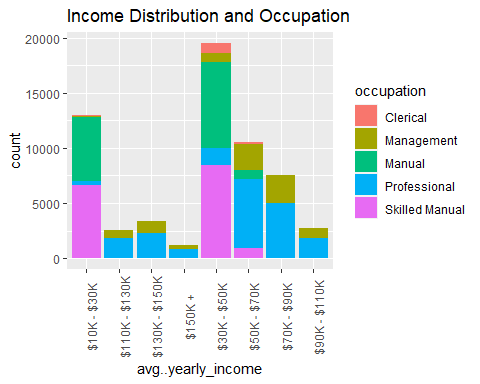 Income Distribution and Occupation
20000
15000
10000
5000
0
count
occupation
Clerical
Management
Manual
Professional
Skilled Manual
$10K - $30K
$110K - $130K
$130K - $150K
$150K +
$30K - $50K
$50K - $70K
$70K - $90K
$90K - $110K
avg..yearly_income